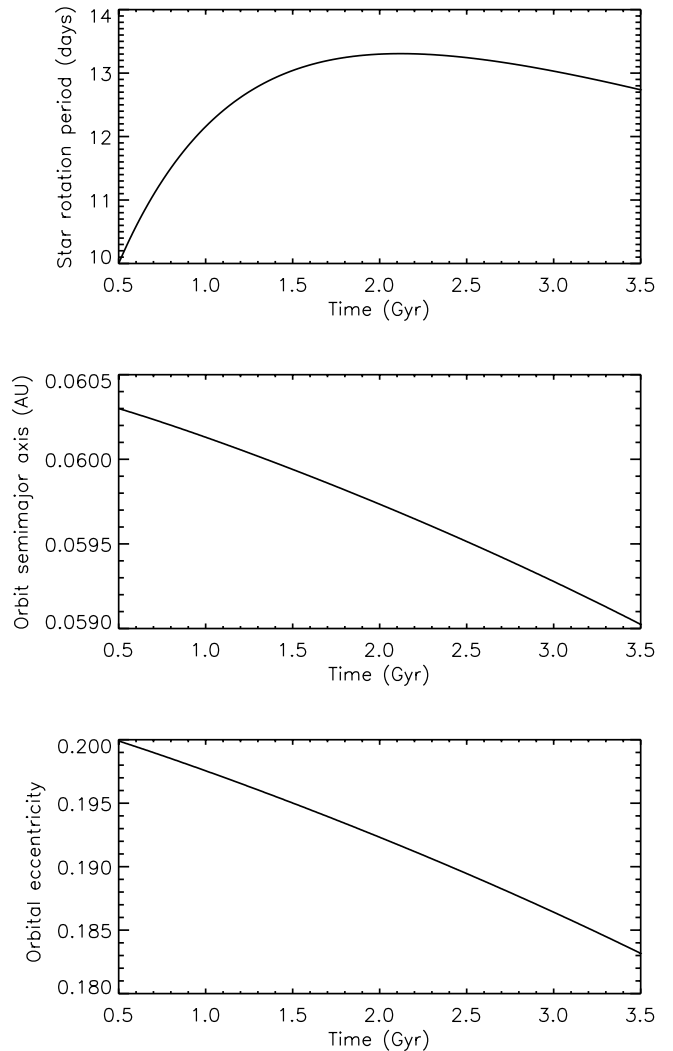 Star rotation period (days)
14
13
12
11
10
0.5 1.0 1.5 2.0 2.5 3.0 3.5
Time (Gyr)
Orbit semimajor axis (AU)
0.0605
0.0600
0.0595
0.0590
0.5 1.0 1.5 2.0 2.5 3.0 3.5
Time (Gyr)
Orbital eccentricity
0.200
0.195
0.190
0.185
0.180
0.5 1.0 1.5 2.0 2.5 3.0 3.5
Time (Gyr)